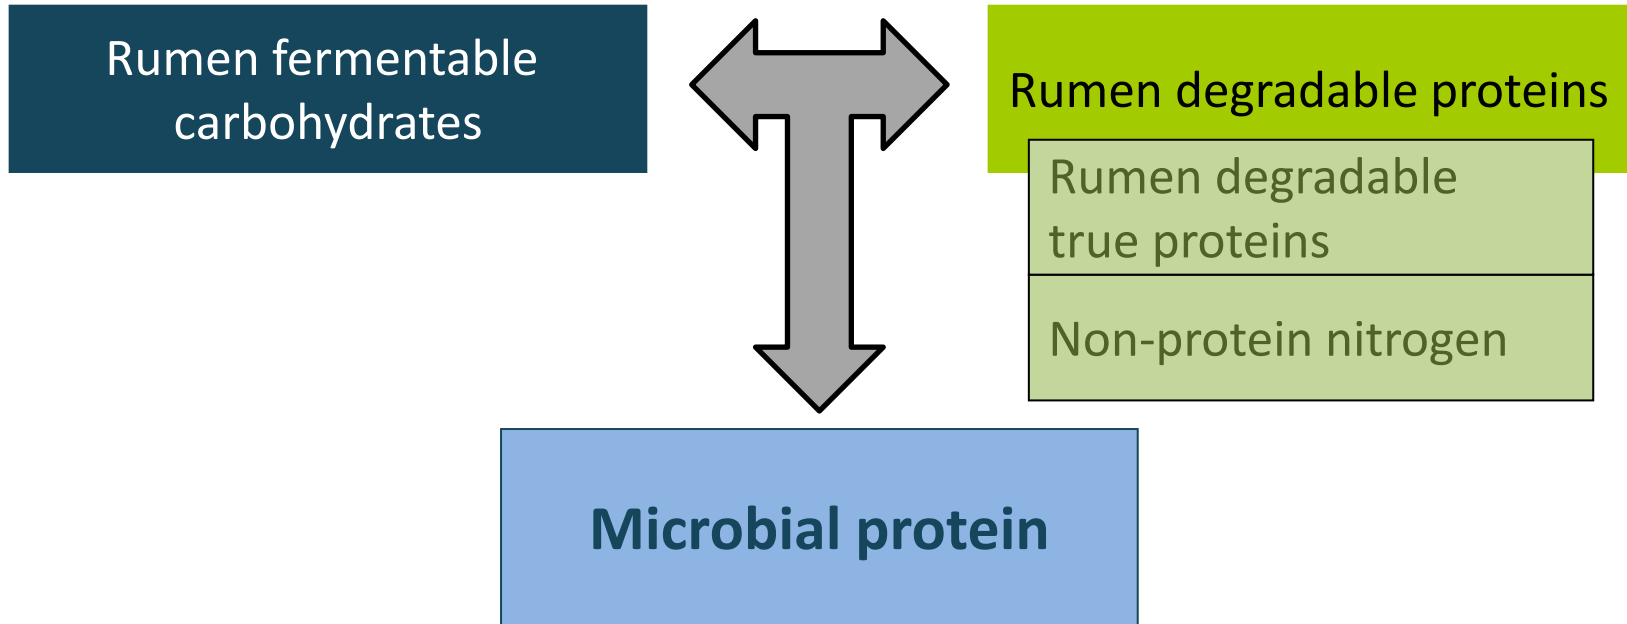 Rumen fermentable
carbohydrates
Rumen degradable proteins
Rumen degradable
true proteins
Non-protein nitrogen
Microbial protein